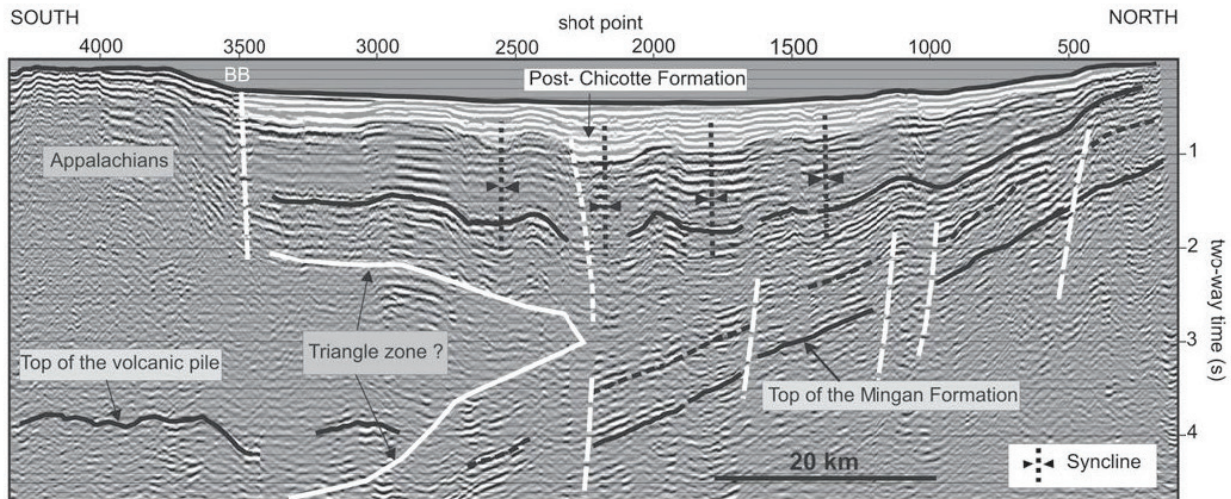 SOUTH
shot point
NORTH
4000 3500 3000 2500 2000 1500 1000 500
BB
Post- Chicotte Formation
Appalachians
1
2
two-way time (s)
3
4
Triangle zone ?
Top of the volcanic pile
Top of the Mingan Formation
20 km
Syncline